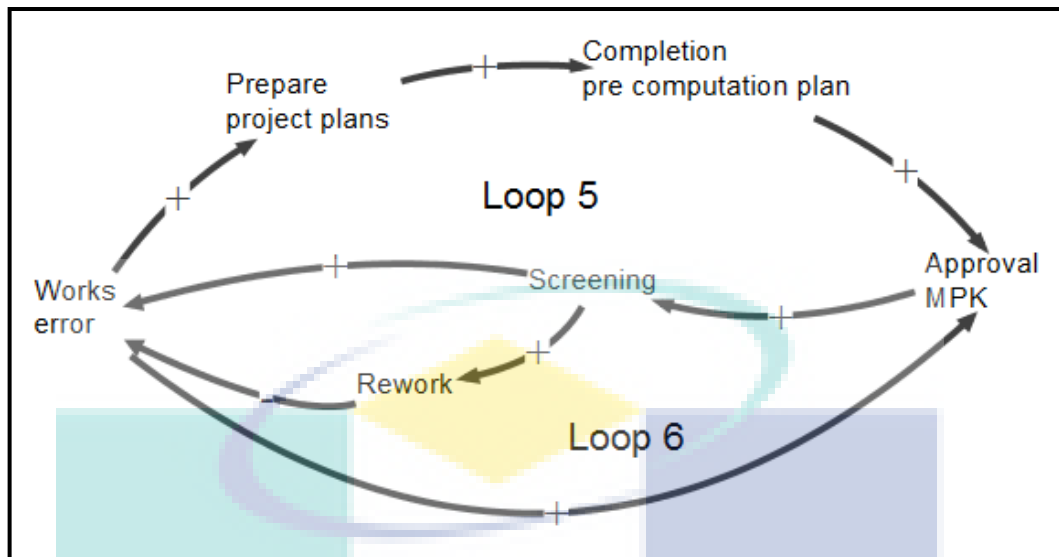 Completion
pre computation plan
Prepare
project plans
+
+
+
Loop 5
+
Screening
Approval
MPK
Works
error
+
+
Rework
-
Loop 6
+